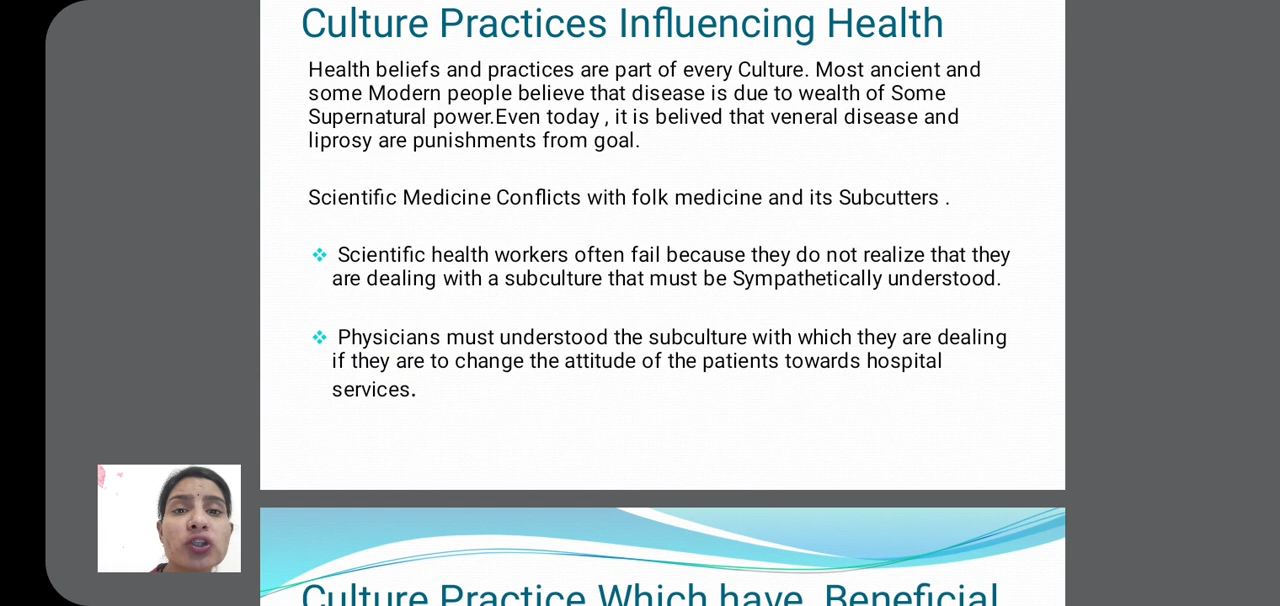 Culture Practices Influencing Health
Health beliefs and practices are part of every Culture. Most ancient and
some Modern people believe that disease is due to wealth of Some
Supernatural power.Even today , it is belived that veneral disease and
liprosy are punishments from goal.
Scientific Medicine Conflicts with folk medicine and its Subcutters .
Scientific health workers often fail because they do not realize that they
are dealing with a subculture that must be Sympathetically understood.
Physicians must understood the subculture with which they are dealing
if they are to change the attitude of the patients towards hospital
services.
Culture Practice Which have Beneficial